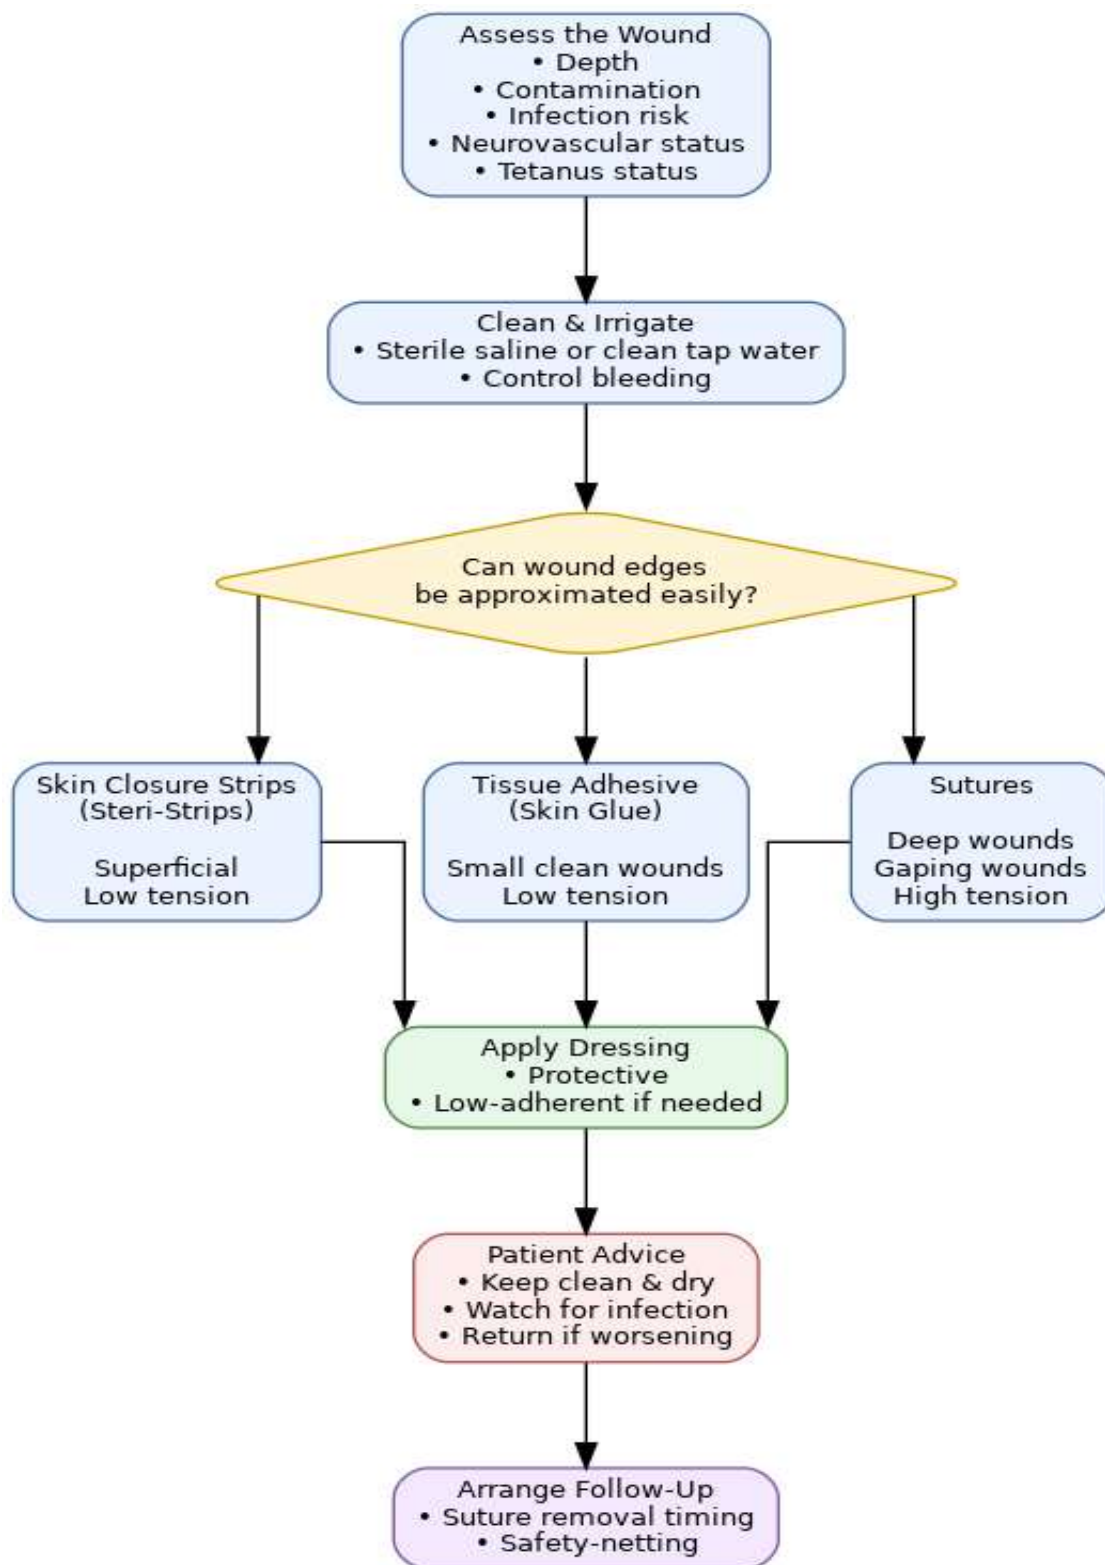 Assess the Wound
• Depth
• Contamination
• Infection risk
• Neurovascular status
• Tetanus status
Clean & Irrigate
• Sterile saline or clean tap water
• Control bleeding
Can wound edges
be approximated easily?
Skin Closure Strips
(Steri-Strips)
Superficial
Low tension
Tissue Adhesive
(Skin Glue)
Small clean wounds
Low tension
Sutures
Deep wounds
Gaping wounds
High tension
Apply Dressing
• Protective
• Low-adherent if needed
Patient Advice
• Keep clean & dry
• Watch for infection
• Return if worsening
Arrange Follow-Up
• Suture removal timing
• Safety-netting